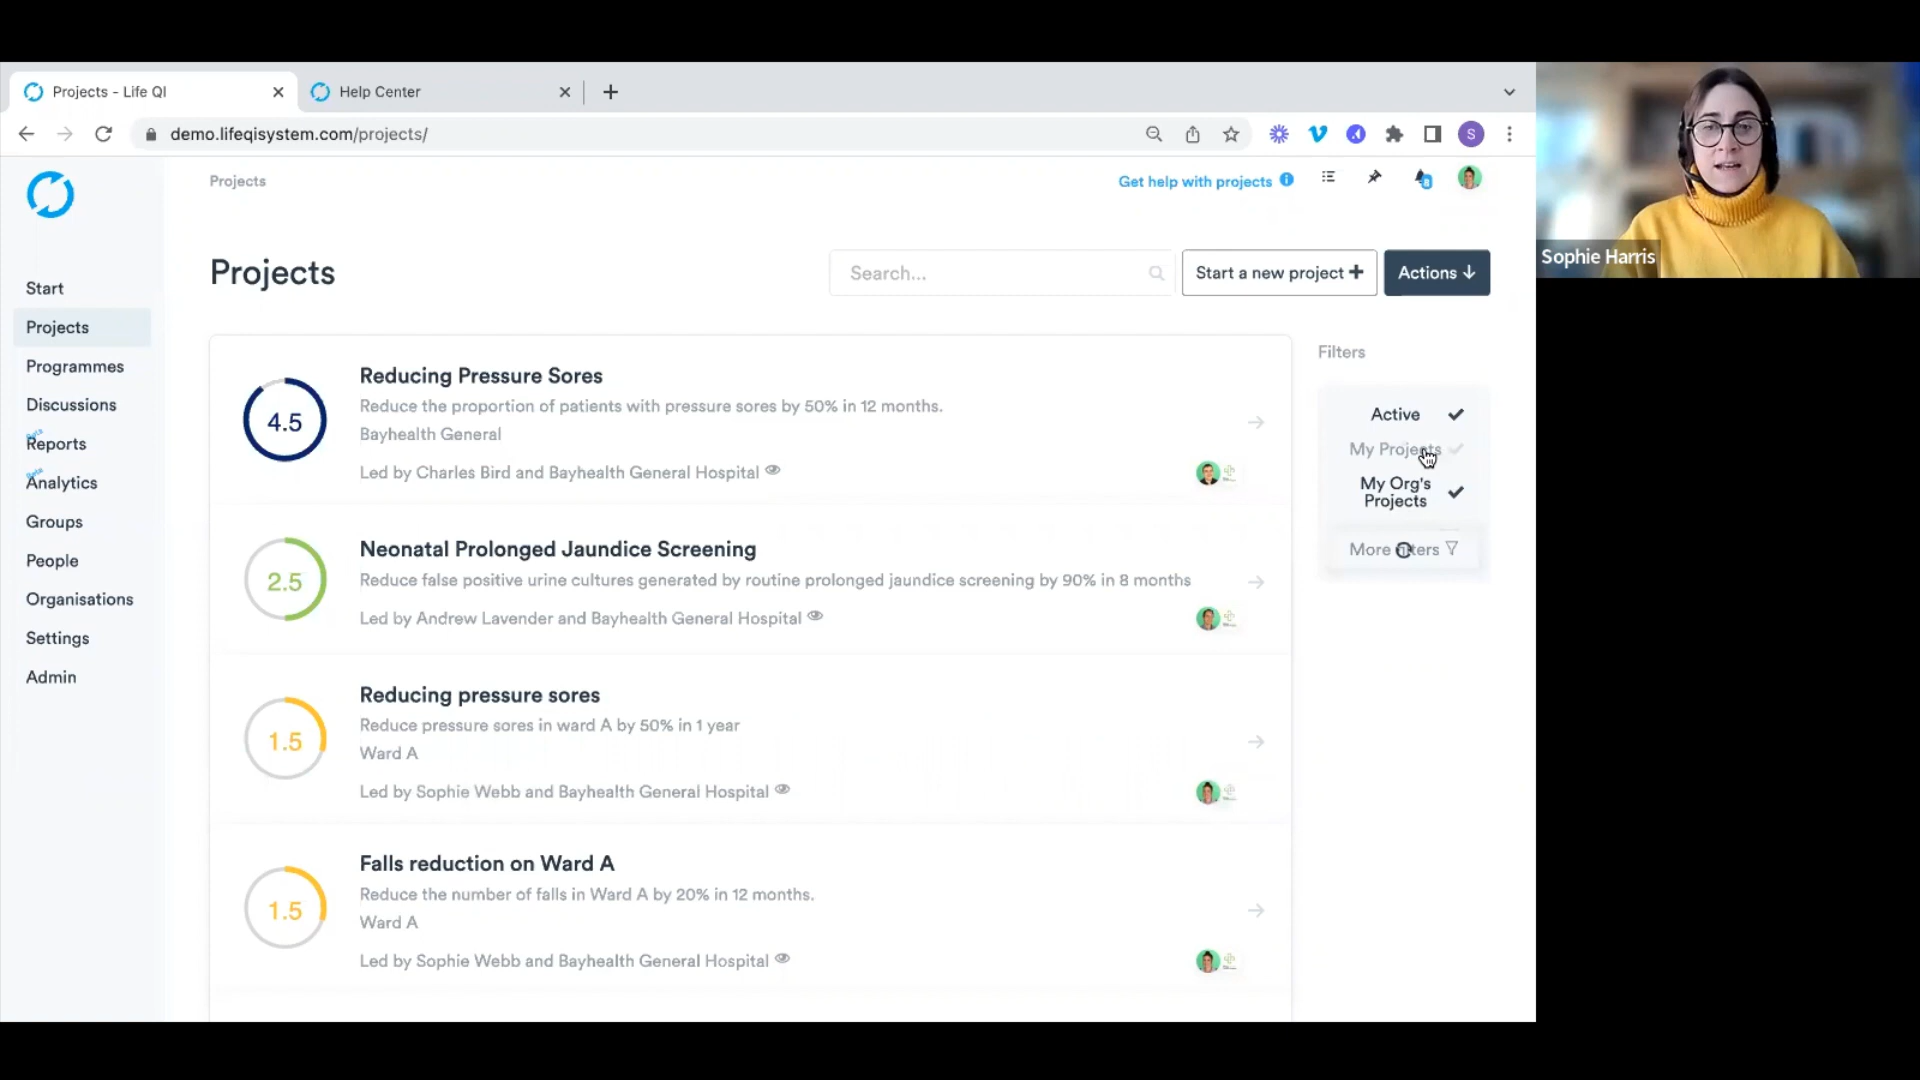 Projects - Life QI
Help Center
demo.lifeqisystem.com/projects/
S
Sophie Harris
Projects
Get help with projects
8
Projects
Search...
Start a new project
Actions
Start
Projects
Programmes
Discussions
Beta
Reports
Beta
Analytics
Groups
People
Organisations
Settings
Admin
4.5
Reducing Pressure Sores
Reduce the proportion of patients with pressure sores by 50% in 12 months.
Bayhealth General
Led by Charles Bird and Bayhealth General Hospital
2.5
Neonatal Prolonged Jaundice Screening
Reduce false positive urine cultures generated by routine prolonged jaundice screening by 90% in 8 months
Led by Andrew Lavender and Bayhealth General Hospital
1.5
Reducing pressure sores
Reduce pressure sores in ward A by 50% in 1 year
Ward A
Led by Sophie Webb and Bayhealth General Hospital
1.5
Falls reduction on Ward A
Reduce the number of falls in Ward A by 20% in 12 months.
Ward A
Led by Sophie Webb and Bayhealth General Hospital
Filters
Active
My Projects
My Org's
Projects
More filters